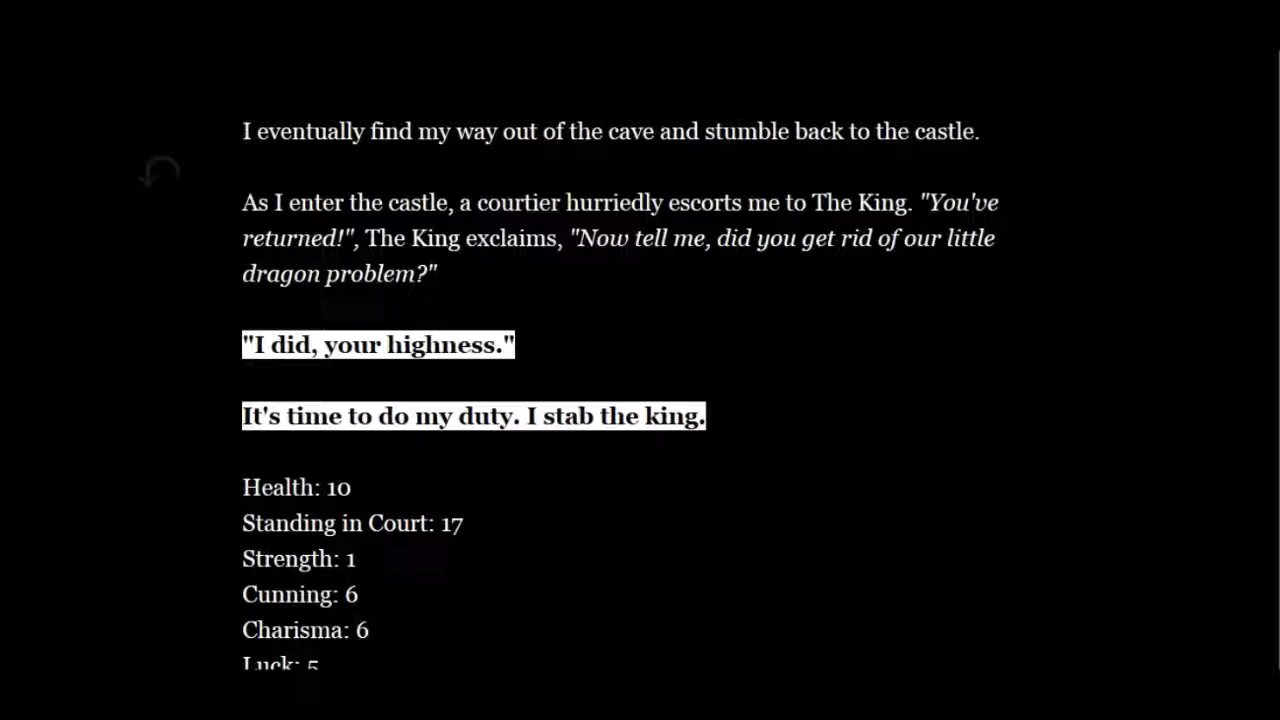 I eventually find my way out of the cave and stumble back to the castle.
As I enter the castle, a courtier hurriedly escorts me to The King. "You've
returned!", The King exclaims, "Now tell me, did you get rid of our little
dragon problem?"
"I did, your highness."
It's time to do my duty. I stab the king.
Health: 10
Standing in Court: 17
Strength: 1
Cunning: 6
Charisma: 6
Luck: 5